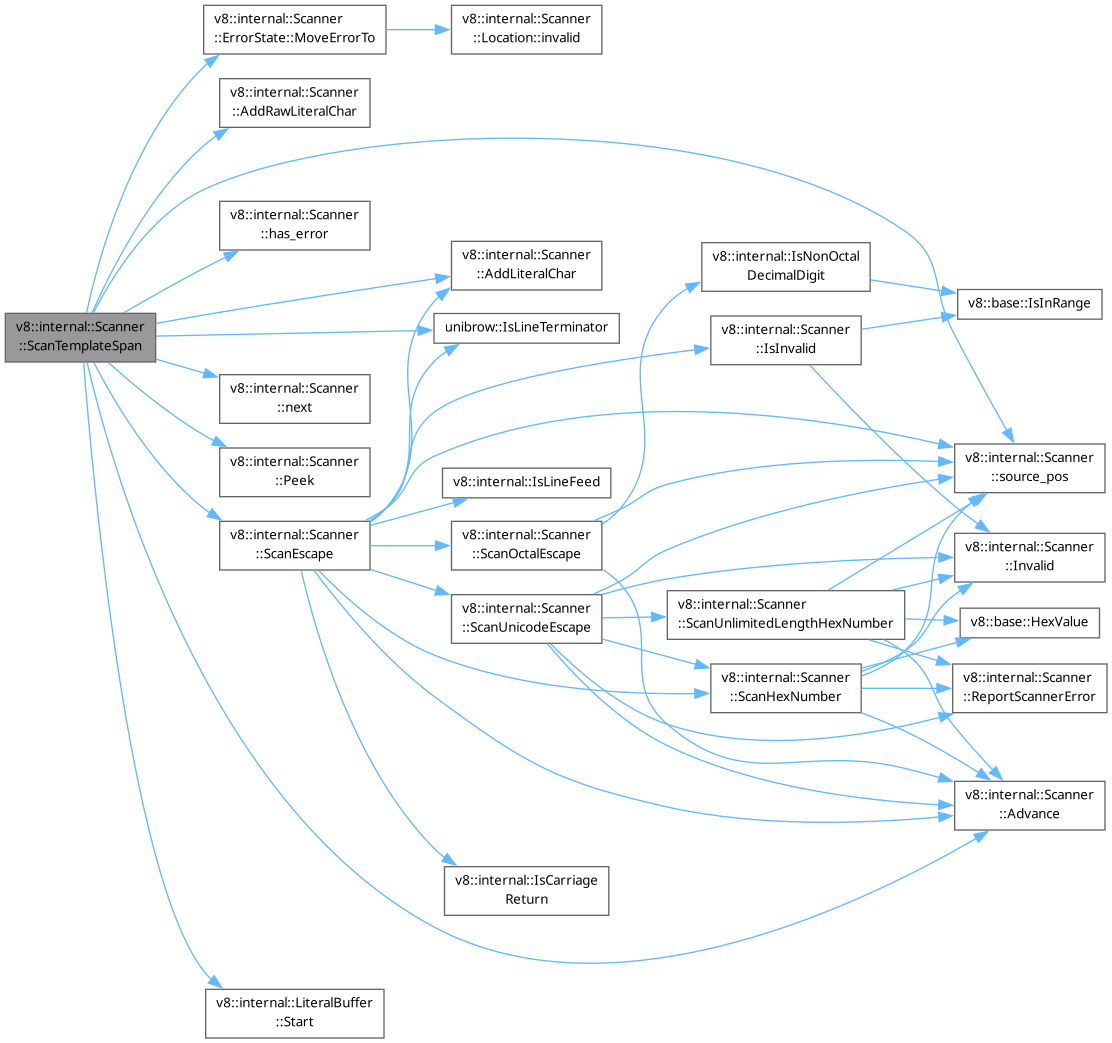 v8::internal::Scanner
::ErrorState::MoveErrorTo
v8::internal::Scanner
::Location::invalid
v8::internal::Scanner
::AddRawLiteralChar
v8::internal::Scanner
::has_error
v8::internal::Scanner
::AddLiteralChar
v8::internal::IsNonOctal
DecimalDigit
v8::base::IsInRange
v8::internal::Scanner
::ScanTemplateSpan
unibrow::IsLineTerminator
v8::internal::Scanner
::IsInvalid
v8::internal::Scanner
::next
v8::internal::Scanner
::Peek
v8::internal::IsLineFeed
v8::internal::Scanner
::source_pos
v8::internal::Scanner
::ScanEscape
v8::internal::Scanner
::ScanOctalEscape
v8::internal::Scanner
::Invalid
v8::internal::Scanner
::ScanUnicodeEscape
v8::internal::Scanner
::ScanUnlimitedLengthHexNumber
v8::base::HexValue
v8::internal::Scanner
::ScanHexNumber
v8::internal::Scanner
::ReportScannerError
v8::internal::Scanner
::Advance
v8::internal::IsCarriage
Return
v8::internal::LiteralBuffer
::Start